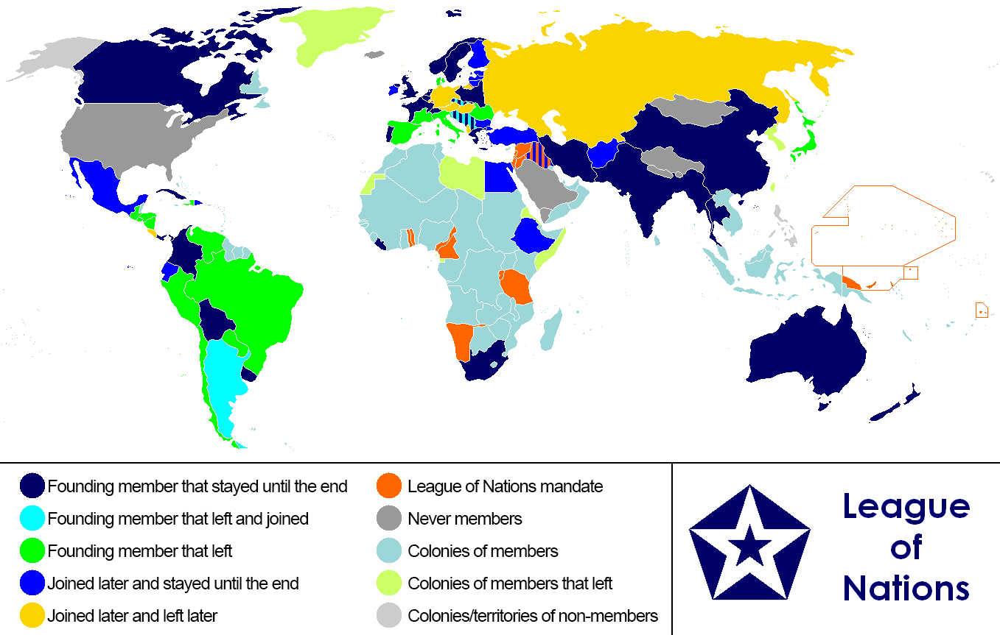 Founding member that stayed until the end
Founding member that left and joined
Founding member that left
Joined later and stayed until the end
Joined later and left later
League of Nations mandate
Never members
Colonies of members
Colonies of members that left
Colonies/territories of non-members
League
of
Nations